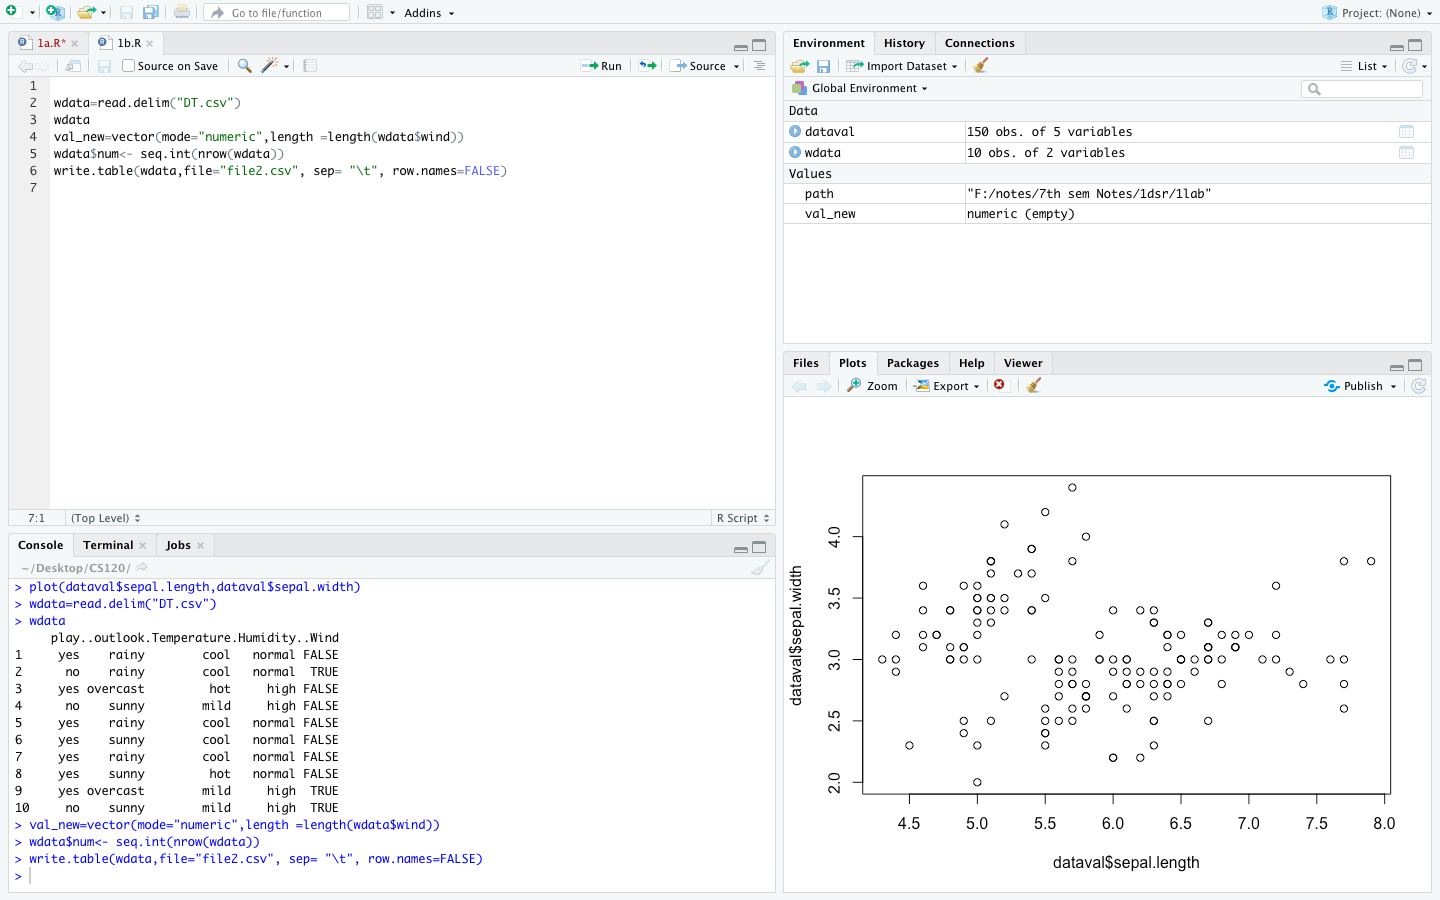 Go to file/function
Addins
Project: (None)
1a.R*
1b.R
Source on Save
Run
Source
1
2 wdata=read.delim("DT.csv")
3 wdata
4 val_new=vector(mode="numeric",length =length(wdata$wind))
5 wdata$num<- seq.int(nrow(wdata))
6 write.table(wdata,file="file2.csv", sep= "\t", row.names=FALSE)
7
7:1
(Top Level)
R Script
Console
Terminal
Jobs
~/Desktop/CS120/
> plot(dataval$sepal.length,dataval$sepal.width)
> wdata=read.delim("DT.csv")
> wdata
play..outlook.Temperature.Humidity..Wind
1 yes rainy cool normal FALSE
2 no rainy cool normal TRUE
3 yes overcast hot high FALSE
4 no sunny mild high FALSE
5 yes rainy cool normal FALSE
6 yes sunny cool normal FALSE
7 yes rainy cool normal FALSE
8 yes sunny hot normal FALSE
9 yes overcast mild high TRUE
10 no sunny mild high TRUE
> val_new=vector(mode="numeric",length =length(wdata$wind))
> wdata$num<- seq.int(nrow(wdata))
> write.table(wdata,file="file2.csv", sep= "\t", row.names=FALSE)
>
Environment
History
Connections
Import Dataset
List
Global Environment
Data
dataval 150 obs. of 5 variables
wdata 10 obs. of 2 variables
Values
path "F:/notes/7th sem Notes/1dsr/1lab"
val_new numeric (empty)
Files
Plots
Packages
Help
Viewer
Zoom
Export
Publish
dataval$sepal.width
4.0
3.5
3.0
2.5
2.0
4.5 5.0 5.5 6.0 6.5 7.0 7.5 8.0
dataval$sepal.length